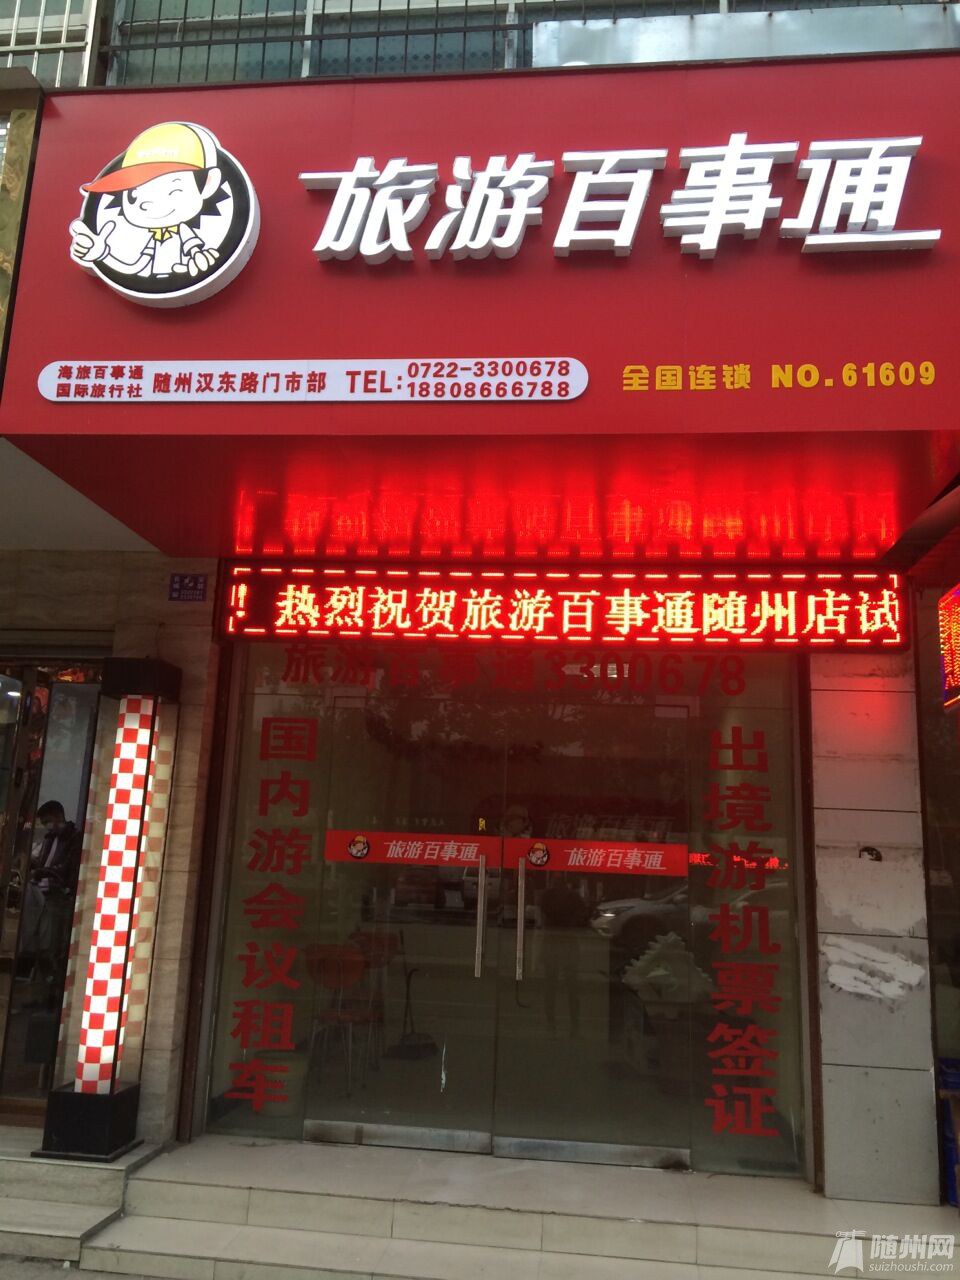 旅游百事通
海旅百事通
国际旅行社
随州汉东路门市部 TEL:
0722-3300678
18808666788
全国连锁 NO.61609
! 热烈祝贺旅游百事通随州店试
旅游百事通3300678
国内游会议租车
旅游百事通
旅游百事通
出境游机票签证
随州网
suizhoushi.com